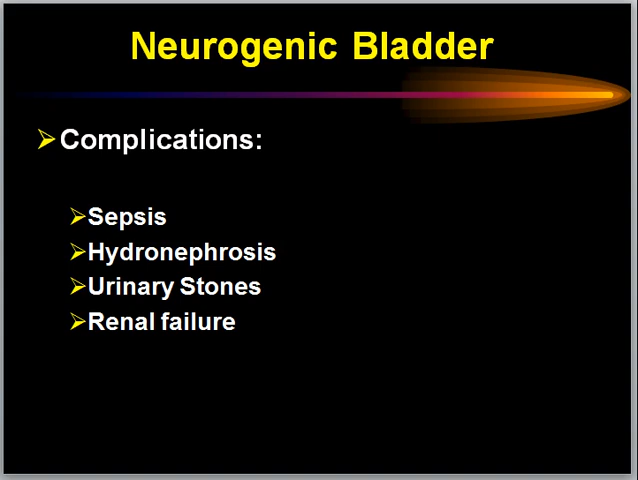 Neurogenic Bladder
Complications:
Sepsis
Hydronephrosis
Urinary Stones
Renal failure